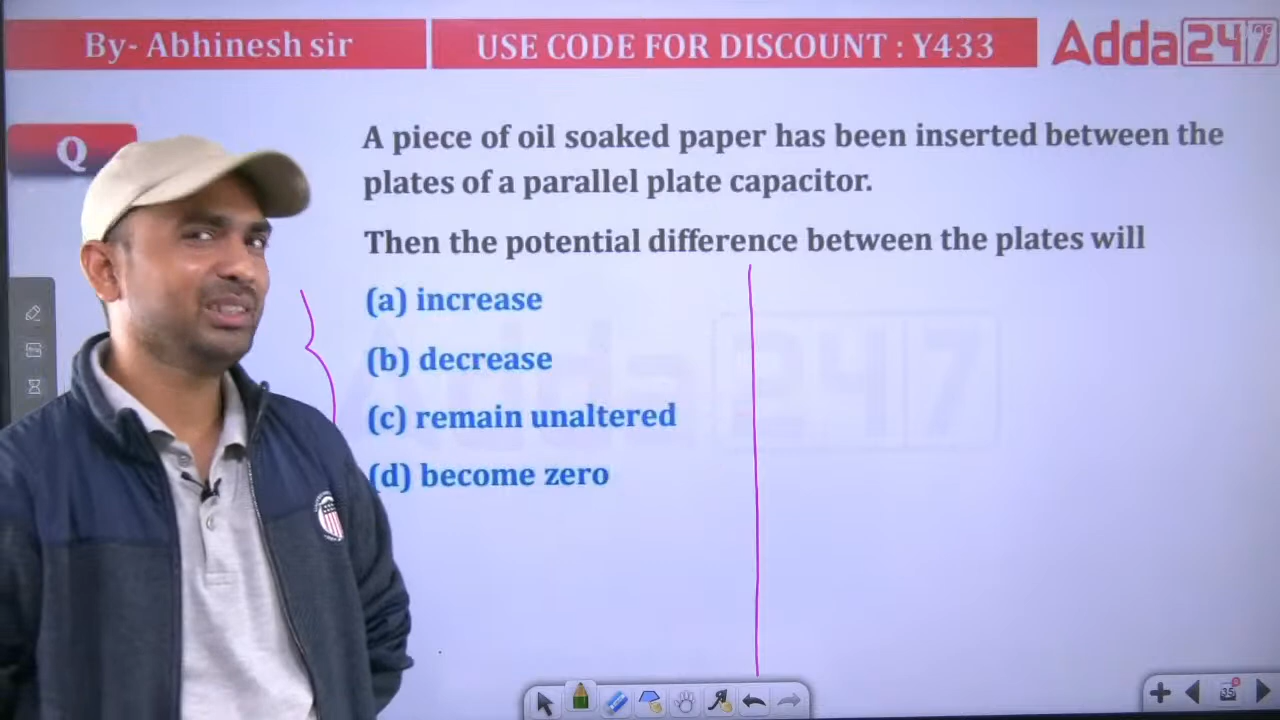 By- Abhinesh sir
USE CODE FOR DISCOUNT : Y433
Adda247
Q
A piece of oil soaked paper has been inserted between the
plates of a parallel plate capacitor.
Then the potential difference between the plates will
(a) increase
(b) decrease
(c) remain unaltered
(d) become zero
Adda247
35